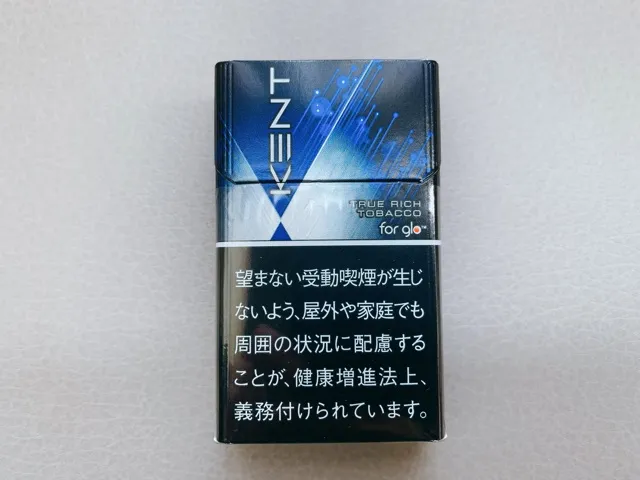 KENT
TRUE RICH
TOBACCO
for glo™
望まない受動喫煙が生じ
ないよう、屋外や家庭でも
周囲の状況に配慮する
ことが、健康増進法上、
義務付けられています。